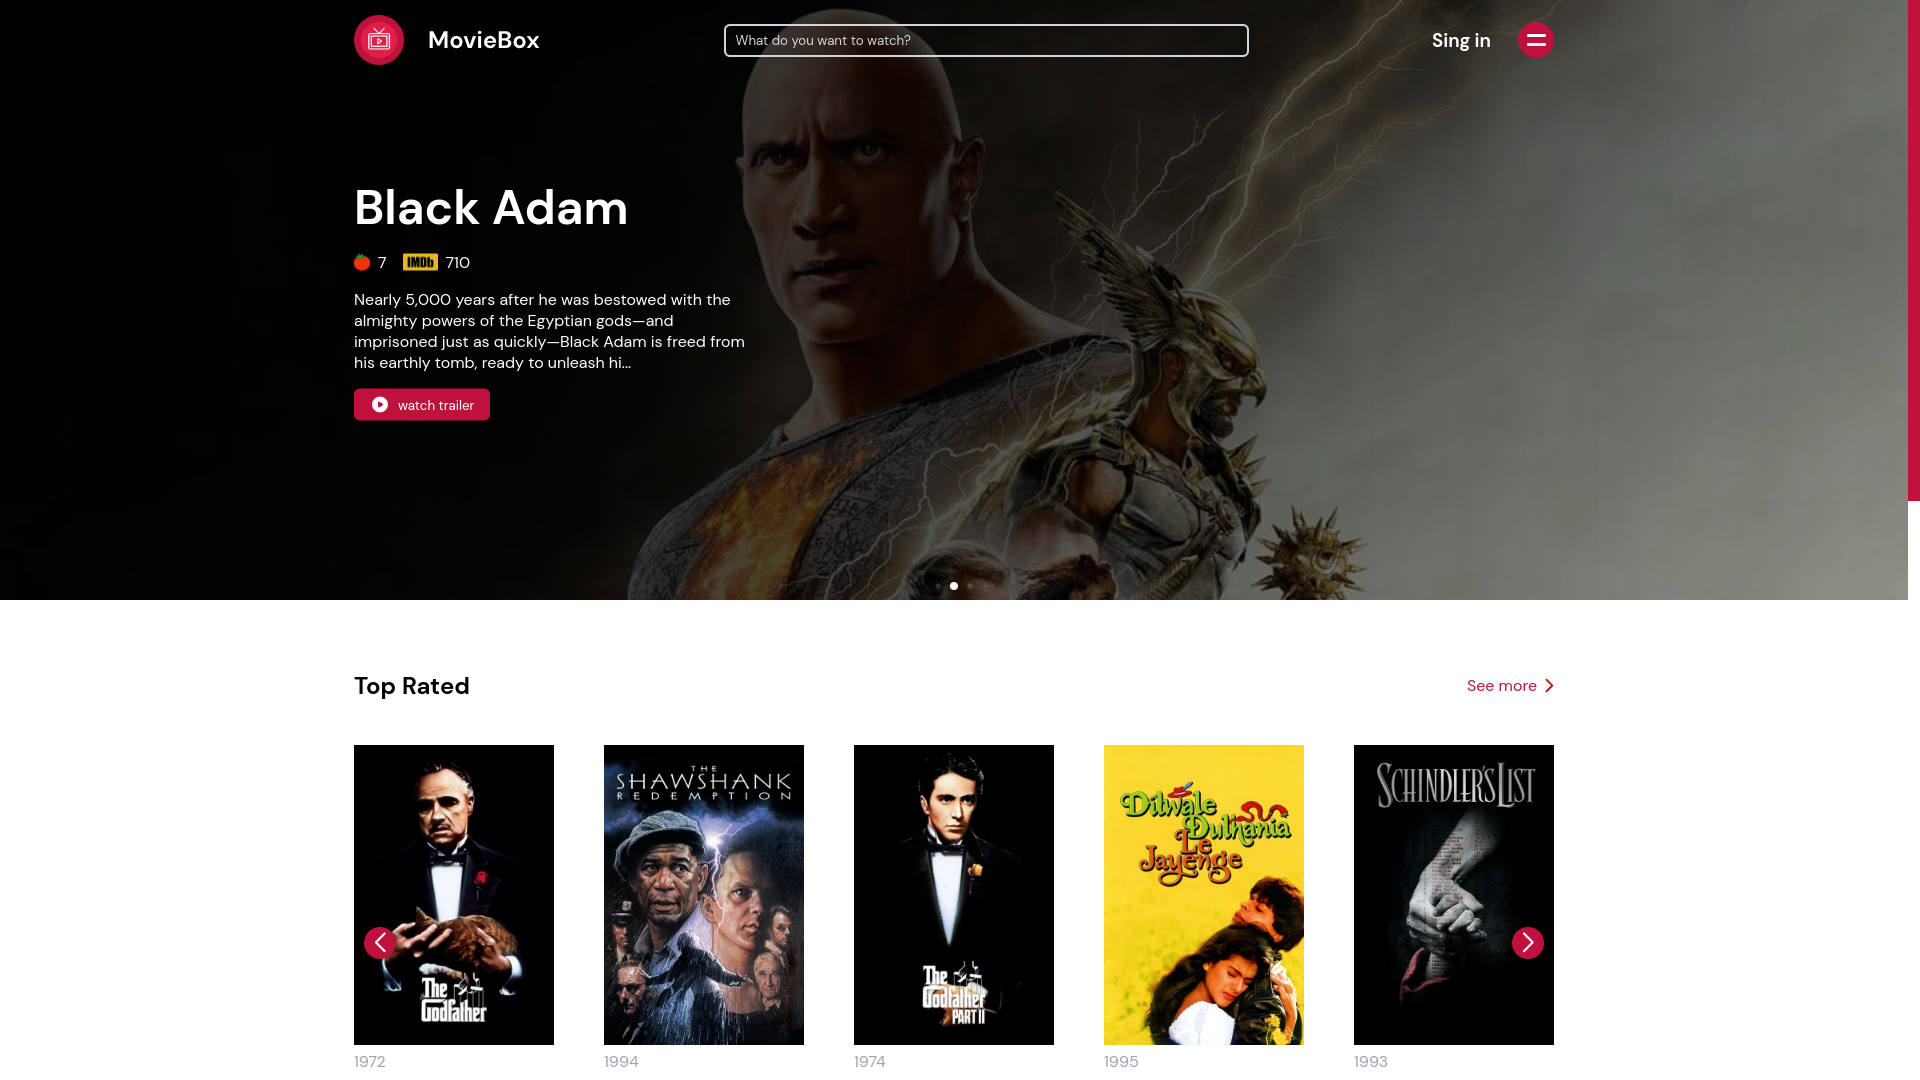 MovieBox
What do you want to watch?
Sing in
Black Adam
7
IMDb
710
Nearly 5,000 years after he was bestowed with the
almighty powers of the Egyptian gods—and
imprisoned just as quickly—Black Adam is freed from
his earthly tomb, ready to unleash hi...
watch trailer
Top Rated
See more
The
Godfather
THE
SHAWSHANK
REDEMPTION
The
Godfather
PART II
Dilwale
Dulhania
Le
Jayenge
SCHINDLER'S LIST
1972
1994
1974
1995
1993